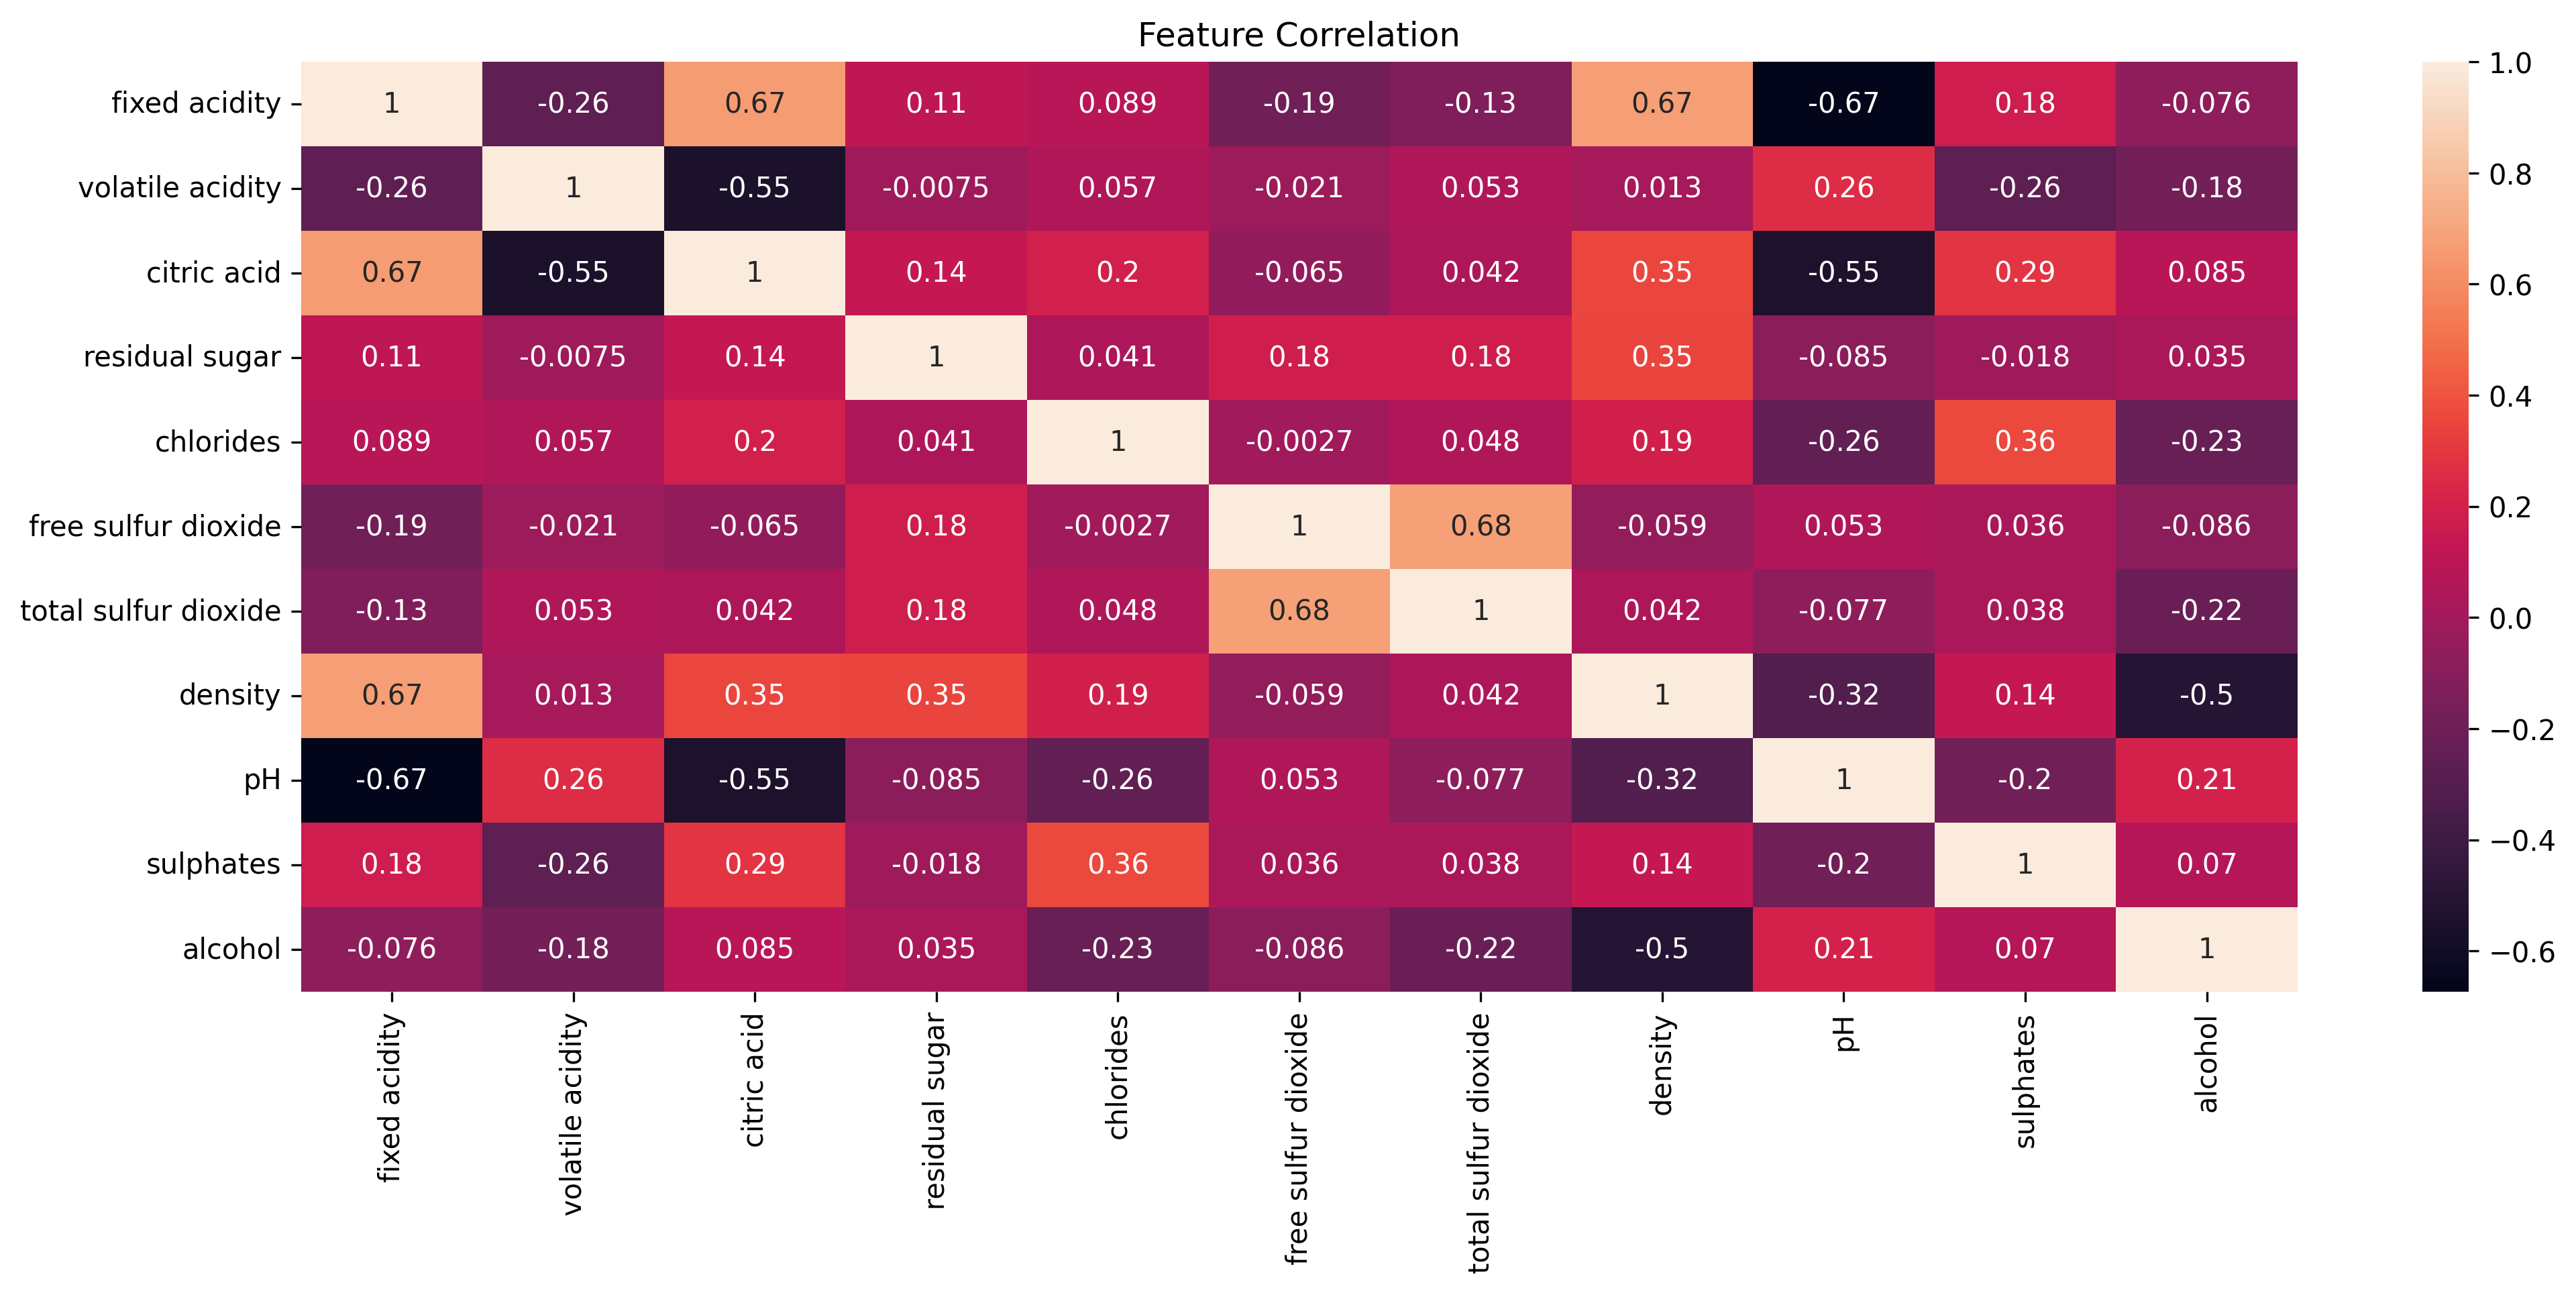 Feature Correlation
fixed acidity 1 -0.26 0.67 0.11 0.089 -0.19 -0.13 0.67 -0.67 0.18 -0.076
volatile acidity -0.26 1 -0.55 -0.0075 0.057 -0.021 0.053 0.013 0.26 -0.26 -0.18
citric acid 0.67 -0.55 1 0.14 0.2 -0.065 0.042 0.35 -0.55 0.29 0.085
residual sugar 0.11 -0.0075 0.14 1 0.041 0.18 0.18 0.35 -0.085 -0.018 0.035
chlorides 0.089 0.057 0.2 0.041 1 -0.0027 0.048 0.19 -0.26 0.36 -0.23
free sulfur dioxide -0.19 -0.021 -0.065 0.18 -0.0027 1 0.68 -0.059 0.053 0.036 -0.086
total sulfur dioxide -0.13 0.053 0.042 0.18 0.048 0.68 1 0.042 -0.077 0.038 -0.22
density 0.67 0.013 0.35 0.35 0.19 -0.059 0.042 1 -0.32 0.14 -0.5
pH -0.67 0.26 -0.55 -0.085 -0.26 0.053 -0.077 -0.32 1 -0.2 0.21
sulphates 0.18 -0.26 0.29 -0.018 0.36 0.036 0.038 0.14 -0.2 1 0.07
alcohol -0.076 -0.18 0.085 0.035 -0.23 -0.086 -0.22 -0.5 0.21 0.07 1
fixed acidity
volatile acidity
citric acid
residual sugar
chlorides
free sulfur dioxide
total sulfur dioxide
density
pH
sulphates
alcohol
1.0
0.8
0.6
0.4
0.2
0.0
−0.2
−0.4
−0.6